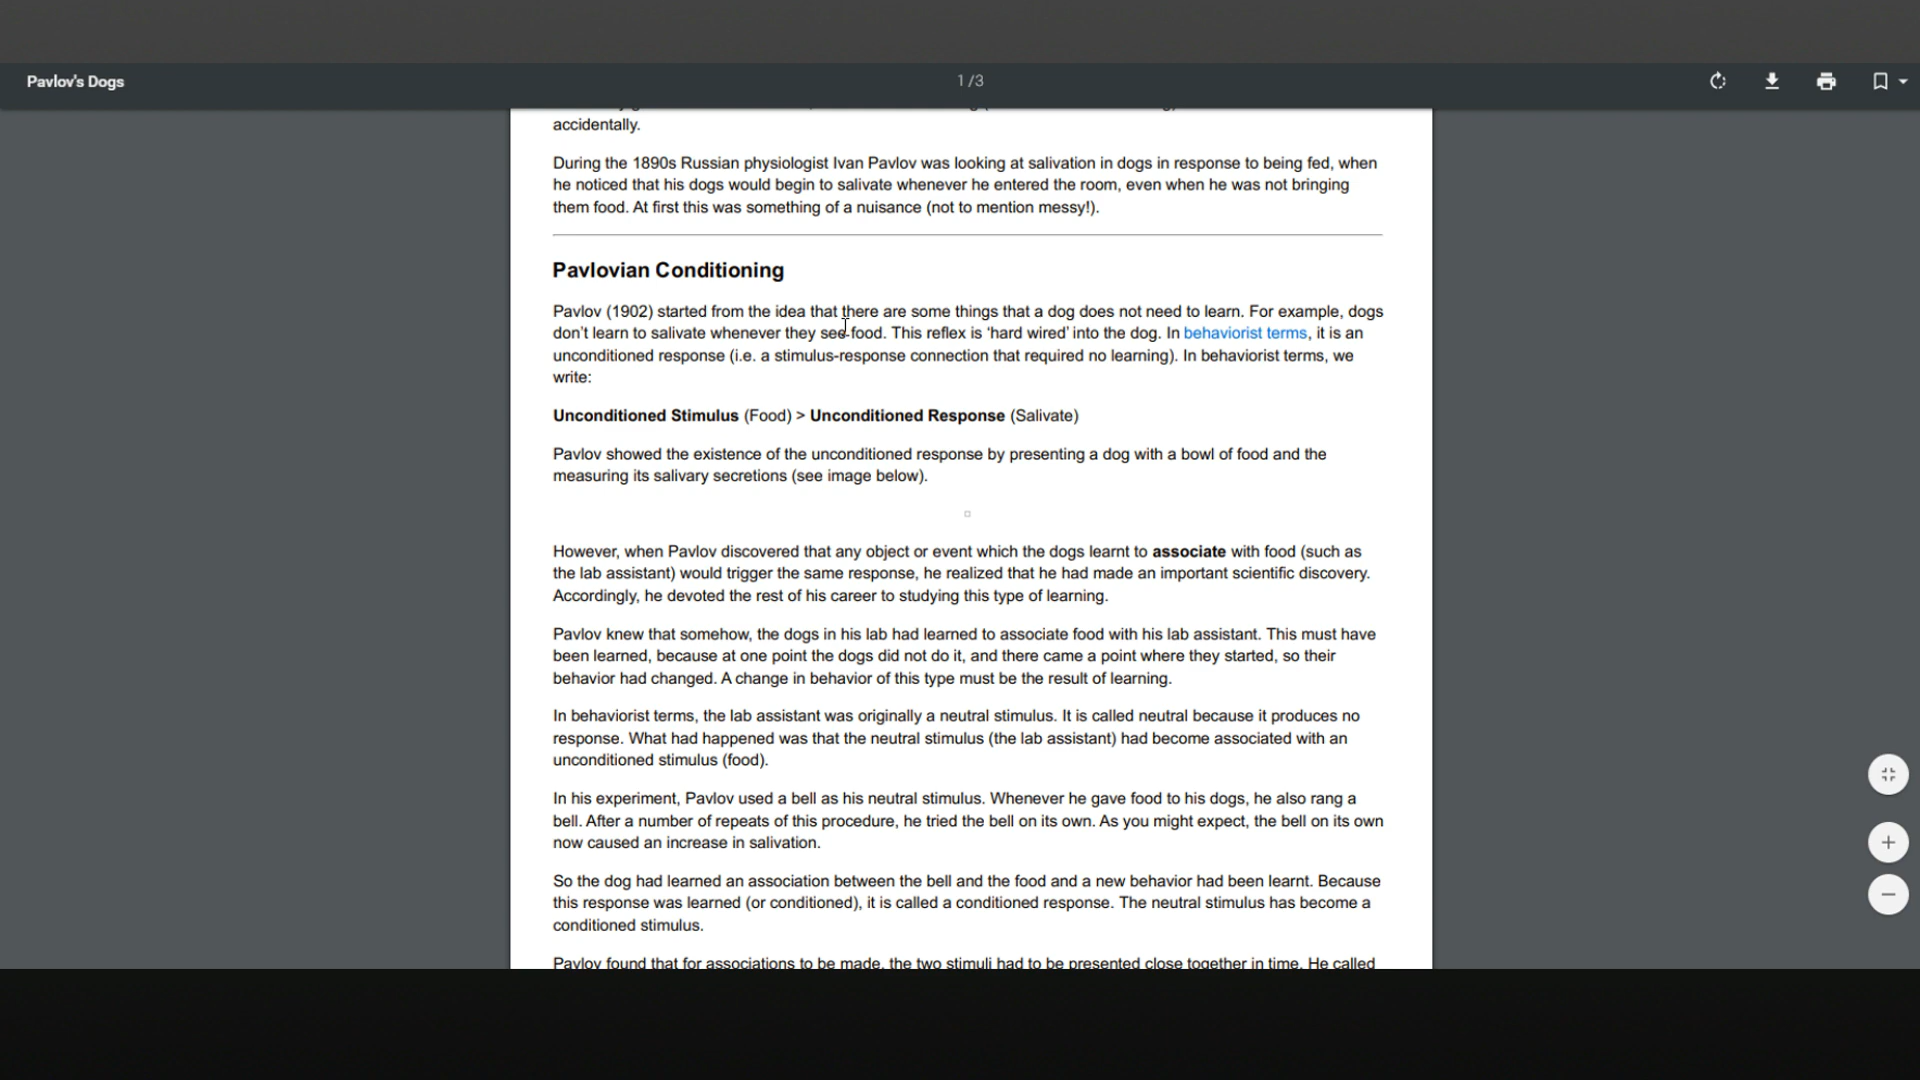 Pavlov's Dogs
1 /3
accidentally.
During the 1890s Russian physiologist Ivan Pavlov was looking at salivation in dogs in response to being fed, when
he noticed that his dogs would begin to salivate whenever he entered the room, even when he was not bringing
them food. At first this was something of a nuisance (not to mention messy!).
Pavlovian Conditioning
Pavlov (1902) started from the idea that there are some things that a dog does not need to learn. For example, dogs
don’t learn to salivate whenever they see food. This reflex is ‘hard wired’ into the dog. In behaviorist terms, it is an
unconditioned response (i.e. a stimulus-response connection that required no learning). In behaviorist terms, we
write:
Unconditioned Stimulus (Food) > Unconditioned Response (Salivate)
Pavlov showed the existence of the unconditioned response by presenting a dog with a bowl of food and the
measuring its salivary secretions (see image below).
However, when Pavlov discovered that any object or event which the dogs learnt to associate with food (such as
the lab assistant) would trigger the same response, he realized that he had made an important scientific discovery.
Accordingly, he devoted the rest of his career to studying this type of learning.
Pavlov knew that somehow, the dogs in his lab had learned to associate food with his lab assistant. This must have
been learned, because at one point the dogs did not do it, and there came a point where they started, so their
behavior had changed. A change in behavior of this type must be the result of learning.
In behaviorist terms, the lab assistant was originally a neutral stimulus. It is called neutral because it produces no
response. What had happened was that the neutral stimulus (the lab assistant) had become associated with an
unconditioned stimulus (food).
In his experiment, Pavlov used a bell as his neutral stimulus. Whenever he gave food to his dogs, he also rang a
bell. After a number of repeats of this procedure, he tried the bell on its own. As you might expect, the bell on its own
now caused an increase in salivation.
So the dog had learned an association between the bell and the food and a new behavior had been learnt. Because
this response was learned (or conditioned), it is called a conditioned response. The neutral stimulus has become a
conditioned stimulus.
Pavlov found that for associations to be made, the two stimuli had to be presented close together in time. He called